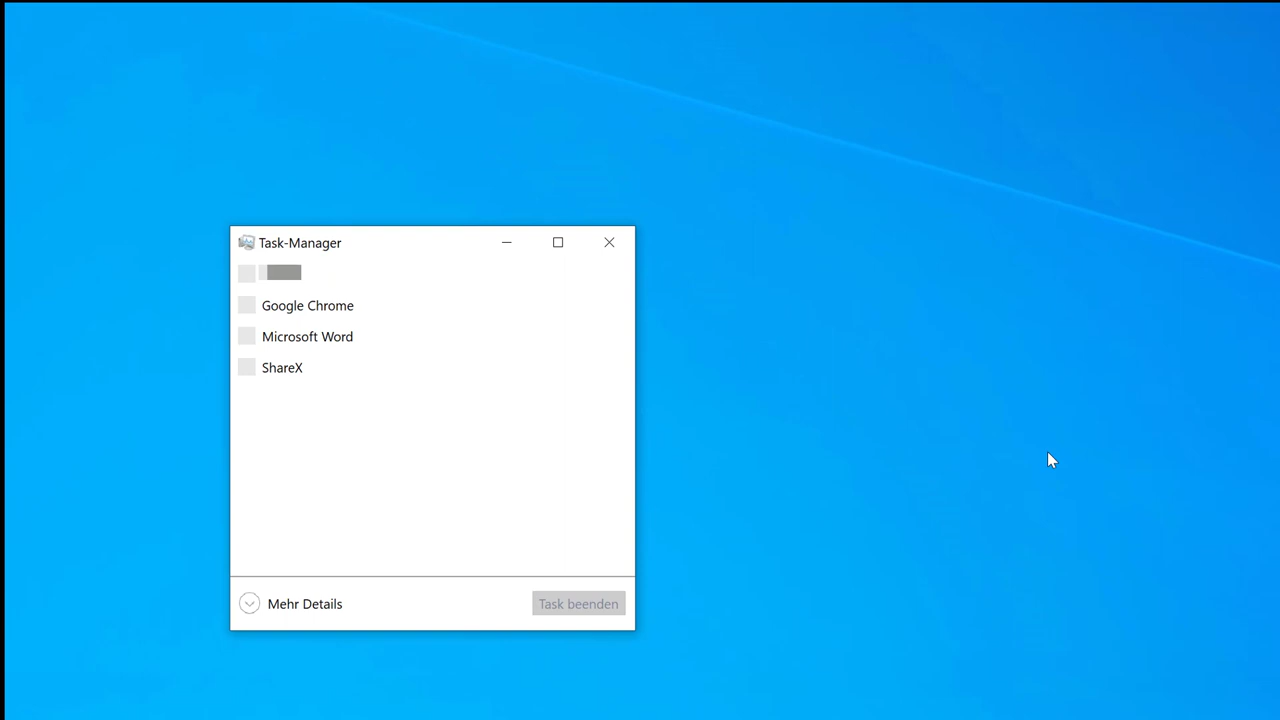 Task-Manager
Google Chrome
Microsoft Word
ShareX
Mehr Details
Task beenden